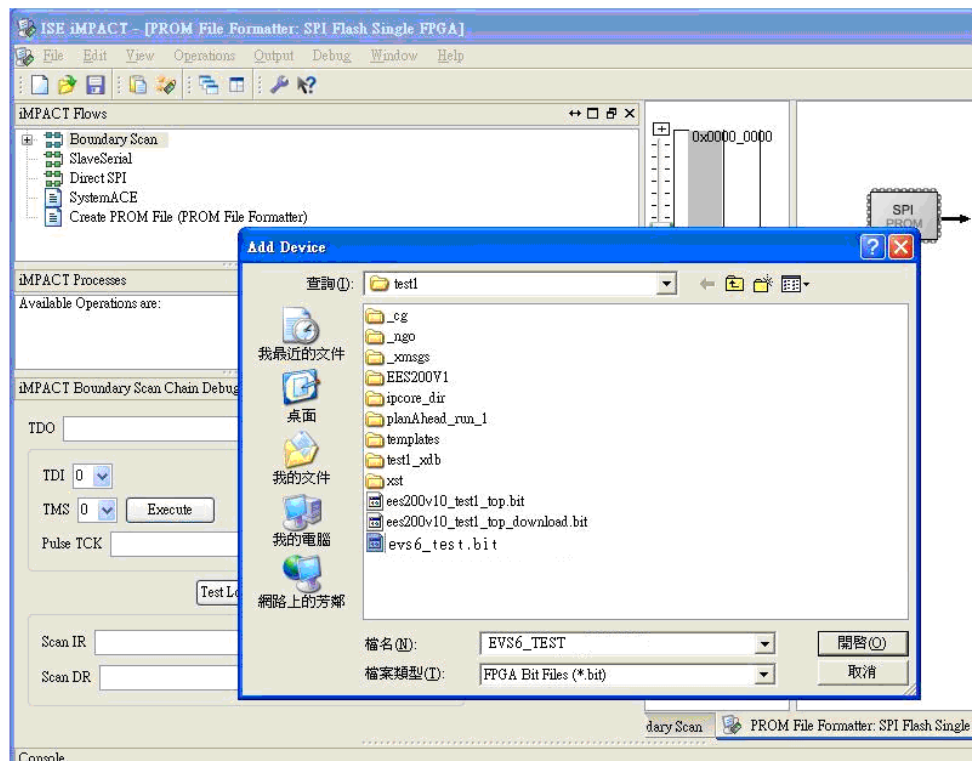 ISE iMPACT - [PROM File Formatter: SPI Flash Single FPGA]
File Edit View Operations Output Debug Window Help
iMPACT Flows
Boundary Scan
SlaveSerial
Direct SPI
SystemACE
Create PROM File (PROM File Formatter)
0x0000_0000
SPI
PROM
iMPACT Processes
Available Operations are:
iMPACT Boundary Scan Chain Debug
TDO
TDI 0
TMS 0 Execute
Pulse TCK
Scan IR
Scan DR
Add Device
查詢(I): test1
我最近的文件
桌面
我的文件
我的電腦
網路上的芳鄰
_cg
_ngo
_xmsgs
EES200V1
ipcore_dir
planAhead_run_1
templates
test1_xdb
xst
ees200v10_test1_top.bit
ees200v10_test1_top_download.bit
evs6_test.bit
檔名(N): EVS6_TEST 開啓(O)
檔案類型(T): FPGA Bit Files (*.bit) 取消
dary Scan PROM File Formatter: SPI Flash Single
Console